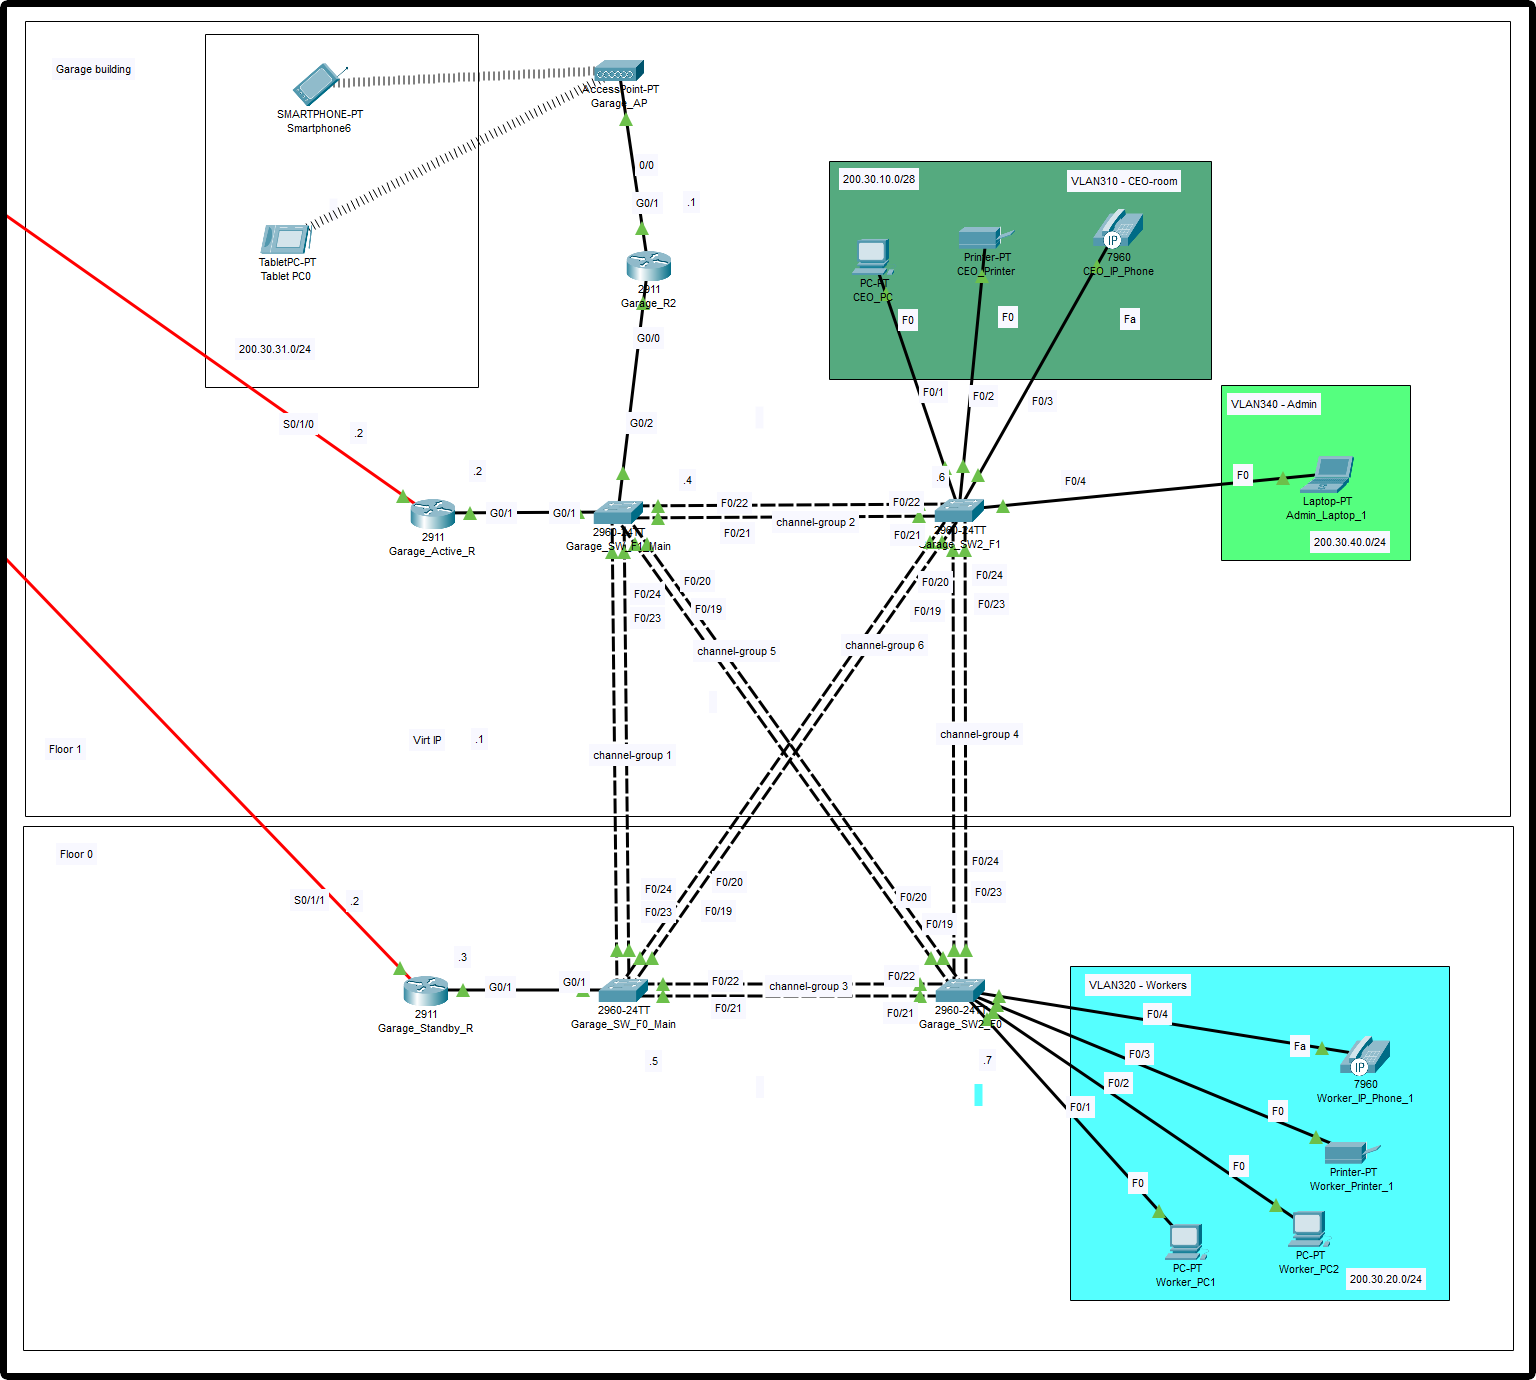 Garage building
SMARTPHONE-PT
Smartphone6
AccessPoint-PT
Garage_AP
0/0
G0/1
.1
TabletPC-PT
Tablet PC0
200.30.31.0/24
2911
Garage_R2
G0/0
G0/2
200.30.10.0/28
VLAN310 - CEO-room
PC-PT
CEO_PC
Printer-PT
CEO_Printer
IP
7960
CEO_IP_Phone
F0
F0
Fa
F0/1
F0/2
F0/3
VLAN340 - Admin
F0
F0/4
Laptop-PT
Admin_Laptop_1
200.30.40.0/24
S0/1/0
.2
.2
2911
Garage_Active_R
G0/1
G0/1
.4
2960-24TT
Garage_SW_F1_Main
F0/22
F0/21
channel-group 2
F0/22
F0/21
.6
2960-24TT
Garage_SW2_F1
F0/24
F0/23
F0/20
F0/19
F0/20
F0/19
F0/24
F0/23
channel-group 5
channel-group 6
channel-group 4
channel-group 1
Virt IP
.1
Floor 1
Floor 0
S0/1/1
.2
.3
2911
Garage_Standby_R
G0/1
G0/1
F0/24
F0/23
F0/20
F0/19
F0/20
F0/19
F0/24
F0/23
2960-24TT
Garage_SW_F0_Main
.5
F0/22
F0/21
channel-group 3
F0/22
F0/21
2960-24TT
Garage_SW2_F0
.7
VLAN320 - Workers
F0/4
F0/3
F0/2
F0/1
Fa
IP
7960
Worker_IP_Phone_1
F0
Printer-PT
Worker_Printer_1
F0
PC-PT
Worker_PC2
F0
PC-PT
Worker_PC1
200.30.20.0/24